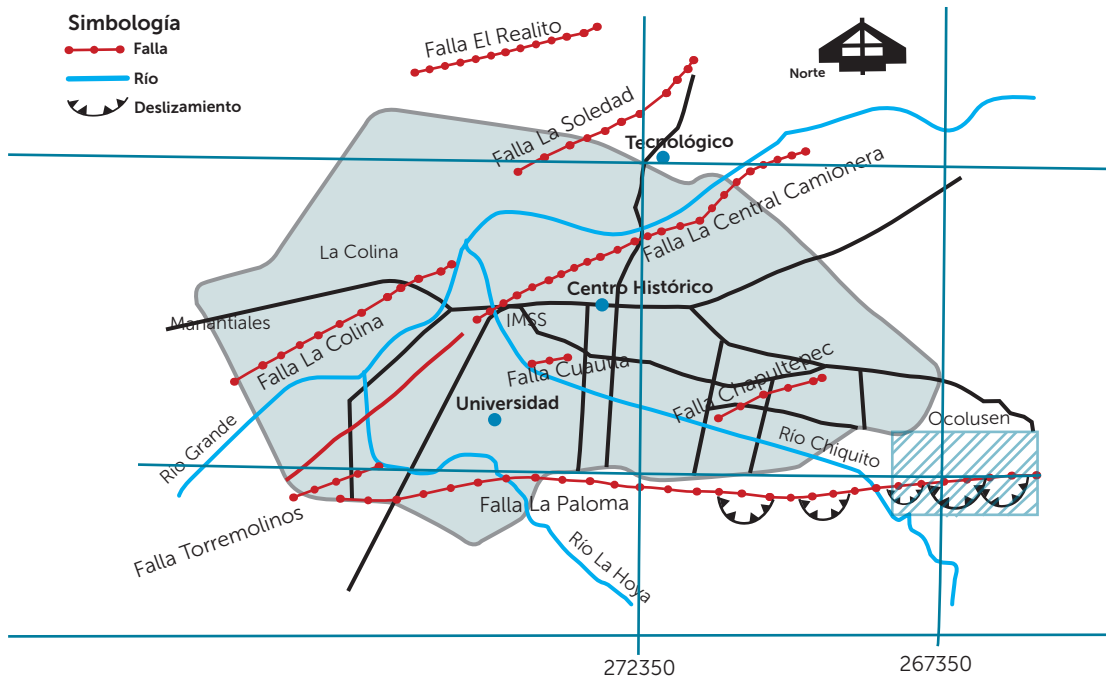 Simbología
Falla
Río
Deslizamiento
Falla El Realito
Norte
Falla La Soledad
Tecnológico
Falla La Central Camionera
La Colina
Centro Histórico
Manantiales
IMSS
Falla La Colina
Falla Cuautla
Falla Chapultepec
Universidad
Ocolusen
Río Grande
Río Chiquito
Falla La Paloma
Falla Torremolinos
Río La Hoya
272350
267350